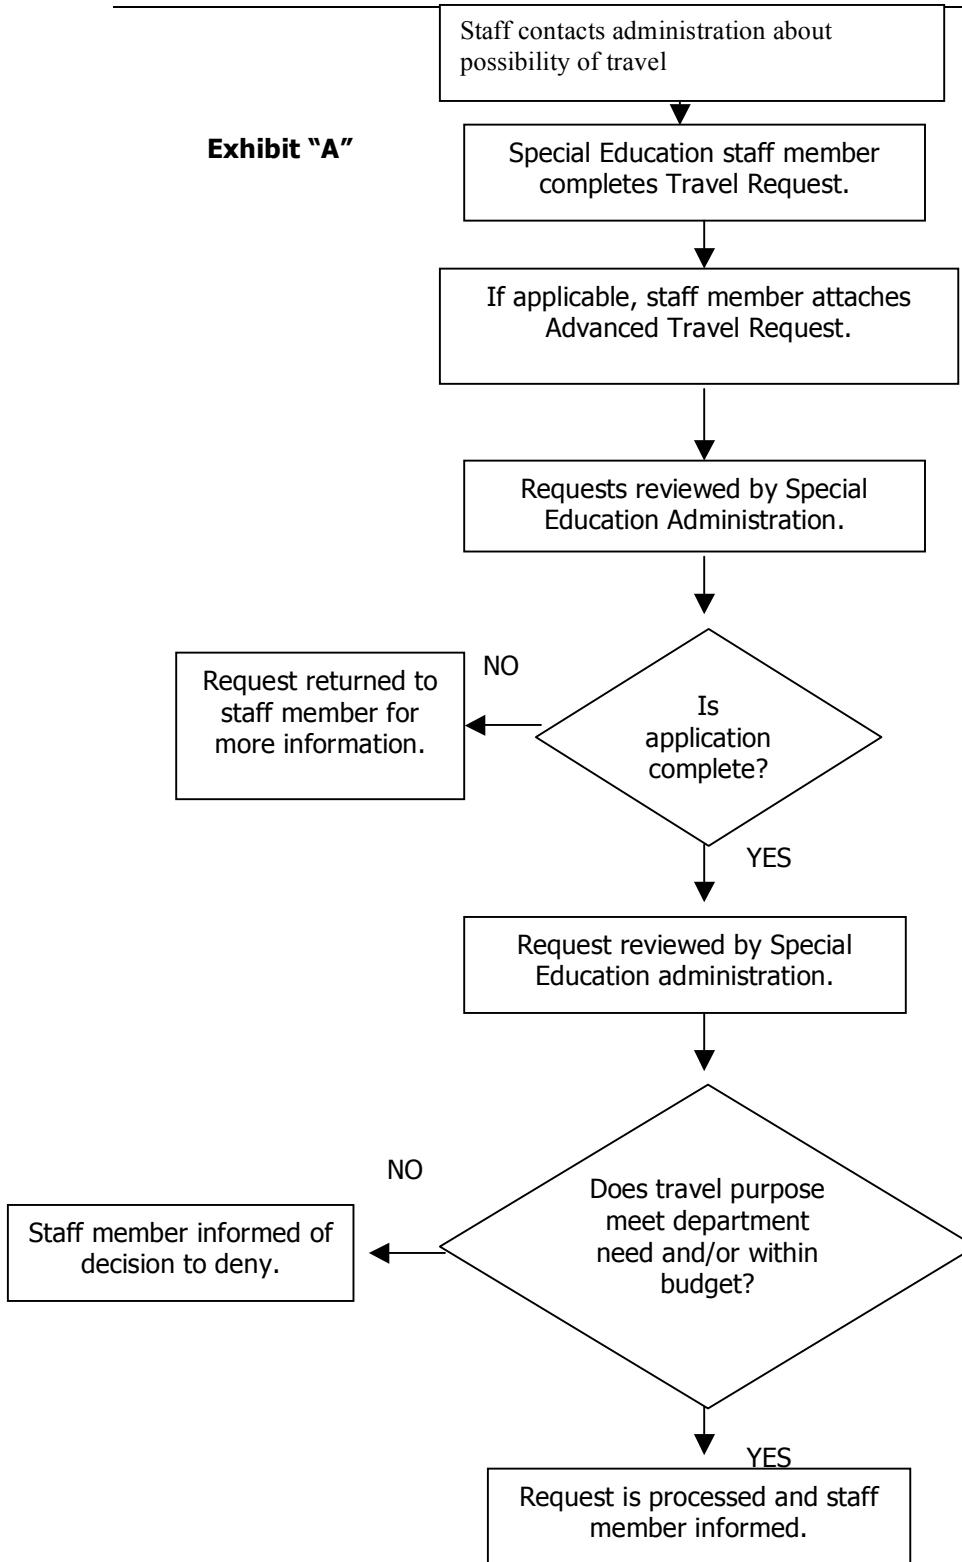 Staff contacts administration about
possibility of travel
Exhibit “A”
Special Education staff member
completes Travel Request.
If applicable, staff member attaches
Advanced Travel Request.
Requests reviewed by Special
Education Administration.
NO
Request returned to
staff member for
more information.
Is
application
complete?
YES
Request reviewed by Special
Education administration.
NO
Does travel purpose
meet department
need and/or within
budget?
Staff member informed of
decision to deny.
YES
Request is processed and staff
member informed.